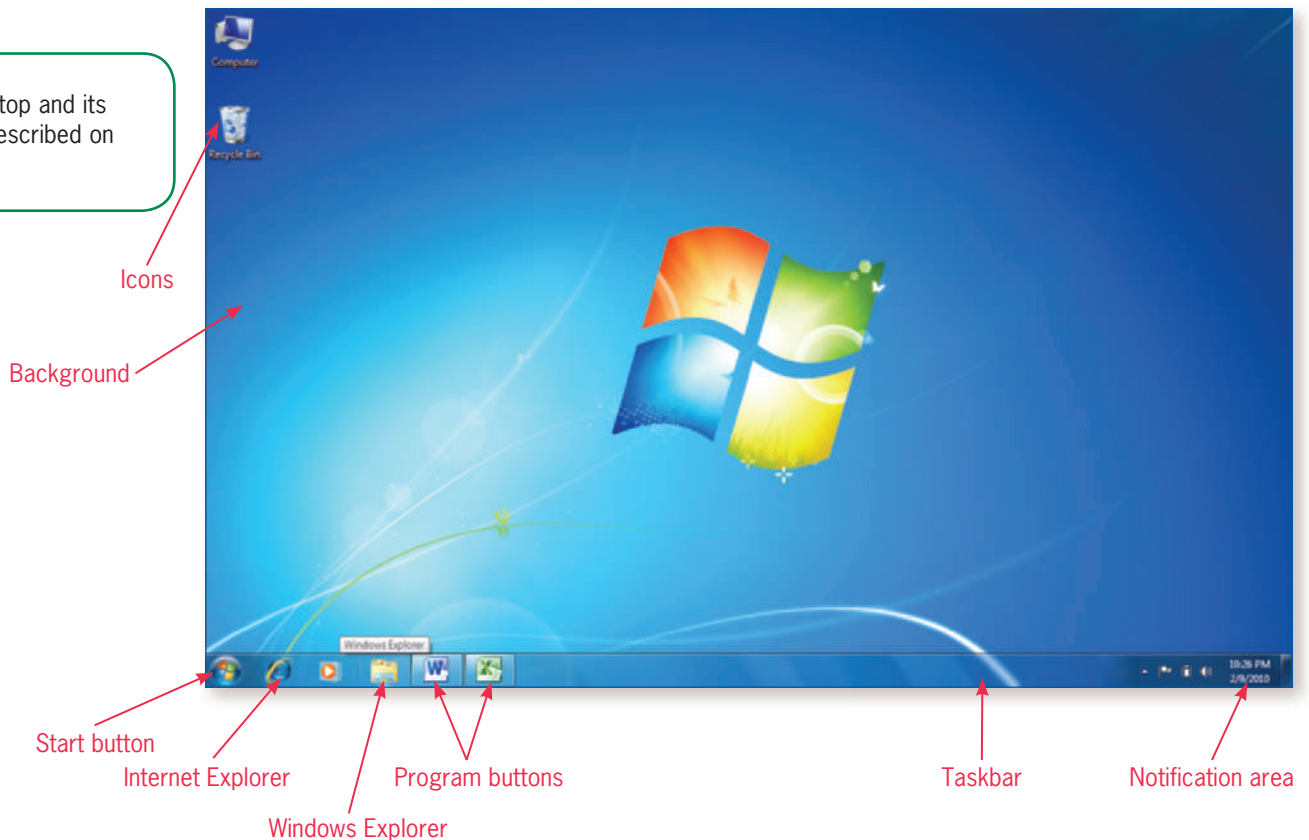 Computer
top and its
escribed on
Recycle Bin
Icons
Background
Windows Explorer
10:26 PM
2/9/2010
Start button
Internet Explorer
Program buttons
Taskbar
Notification area
Windows Explorer